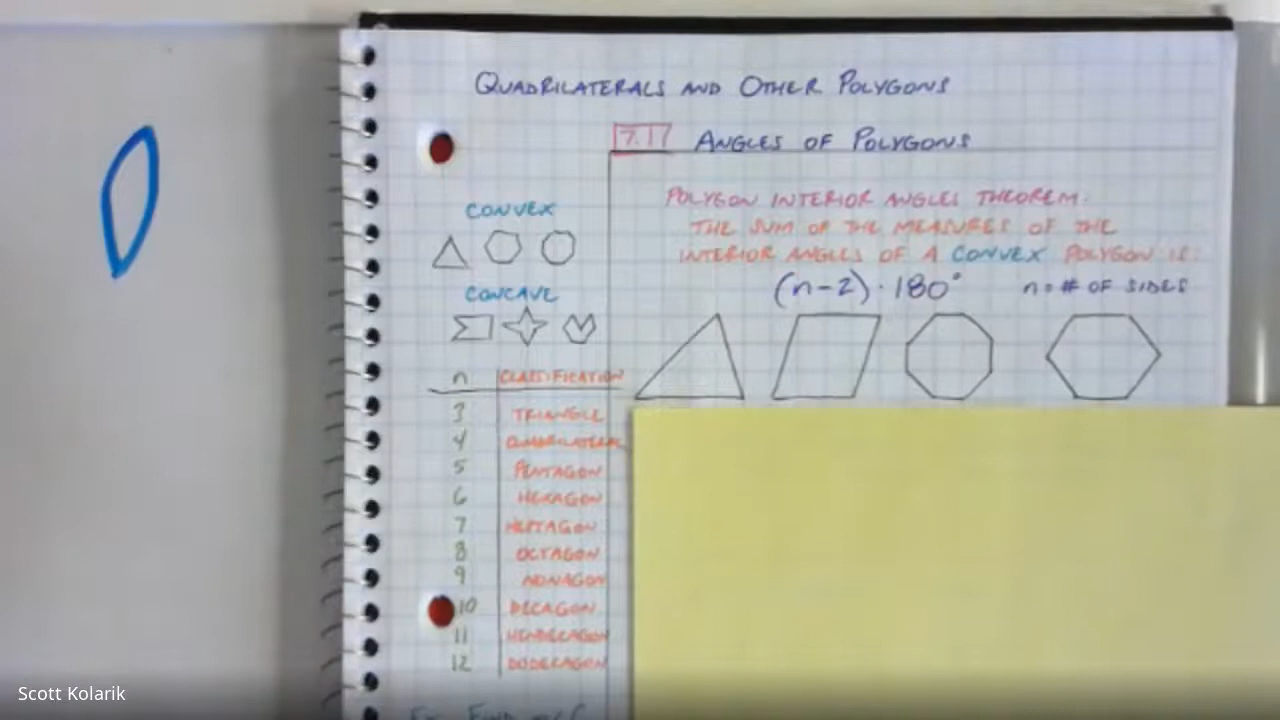 QUADRILATERALS AND OTHER POLYGONS
7.1 ANGLES OF POLYGONS
POLYGON INTERIOR ANGLES THEOREM:
THE SUM OF THE MEASURES OF THE
INTERIOR ANGLES OF A CONVEX POLYGON IS:
(n-2) · 180° n = # OF SIDES
CONVEX
CONCAVE
n CLASSIFICATION
3 TRIANGLE
4 QUADRILATERAL
5 PENTAGON
6 HEXAGON
7 HEPTAGON
8 OCTAGON
9 NONAGON
10 DECAGON
11 HENDECAGON
12 DODECAGON
Scott Kolarik